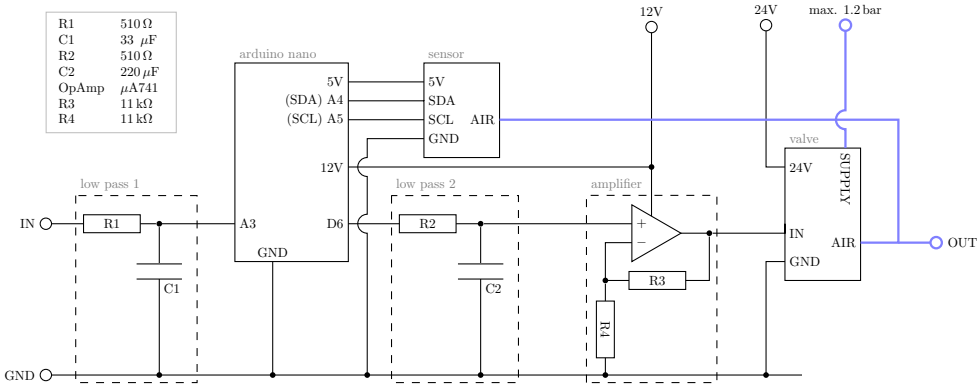 R1 510 Ω
C1 33 μF
R2 510 Ω
C2 220 μF
OpAmp μA741
R3 11 kΩ
R4 11 kΩ
12V
24V
max. 1.2 bar
arduino nano
sensor
5V
(SDA) A4
(SCL) A5
12V
A3
D6
GND
5V
SDA
SCL
GND
AIR
valve
24V
SUPPLY
IN
AIR
GND
OUT
low pass 1
IN
R1
C1
low pass 2
R2
C2
amplifier
+
−
R3
R4
GND